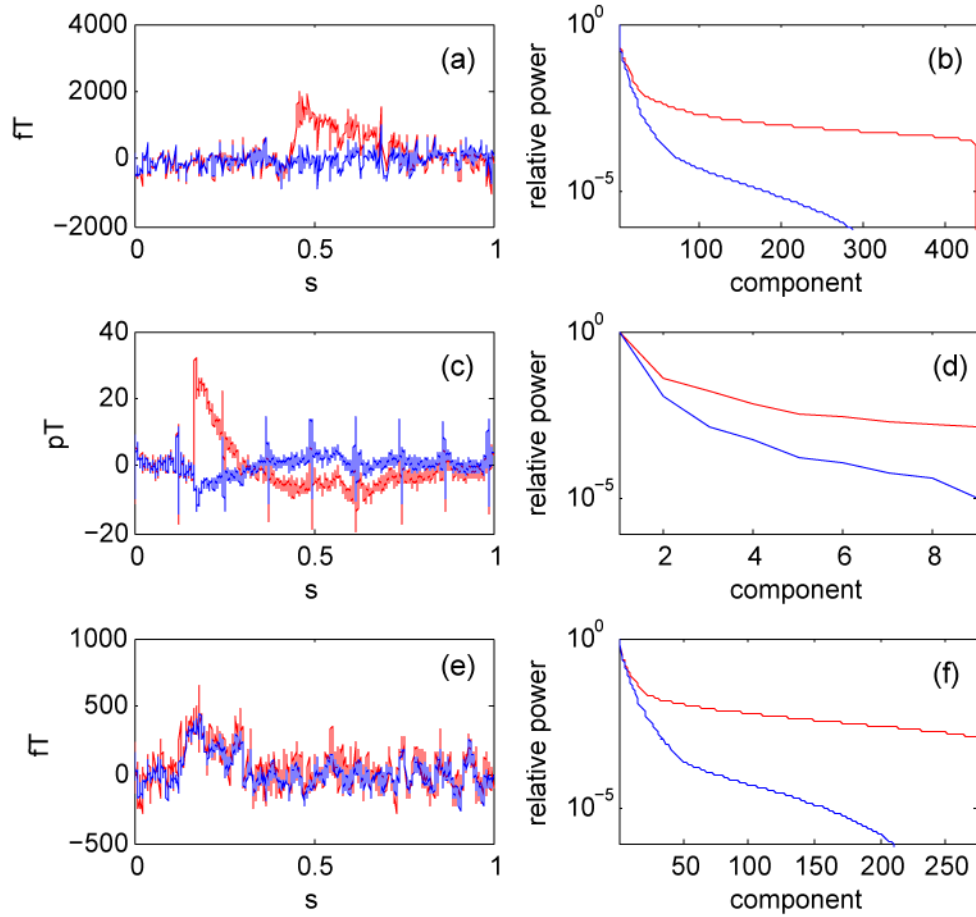 4000
2000
0
−2000
fT
(a)
0
0.5
1
s
10^0
10^−5
relative power
(b)
100
200
300
400
component
40
20
0
−20
pT
(c)
0
0.5
1
s
10^0
10^−5
relative power
(d)
2
4
6
8
component
1000
500
0
−500
fT
(e)
0
0.5
1
s
10^0
10^−5
relative power
(f)
50
100
150
200
250
component